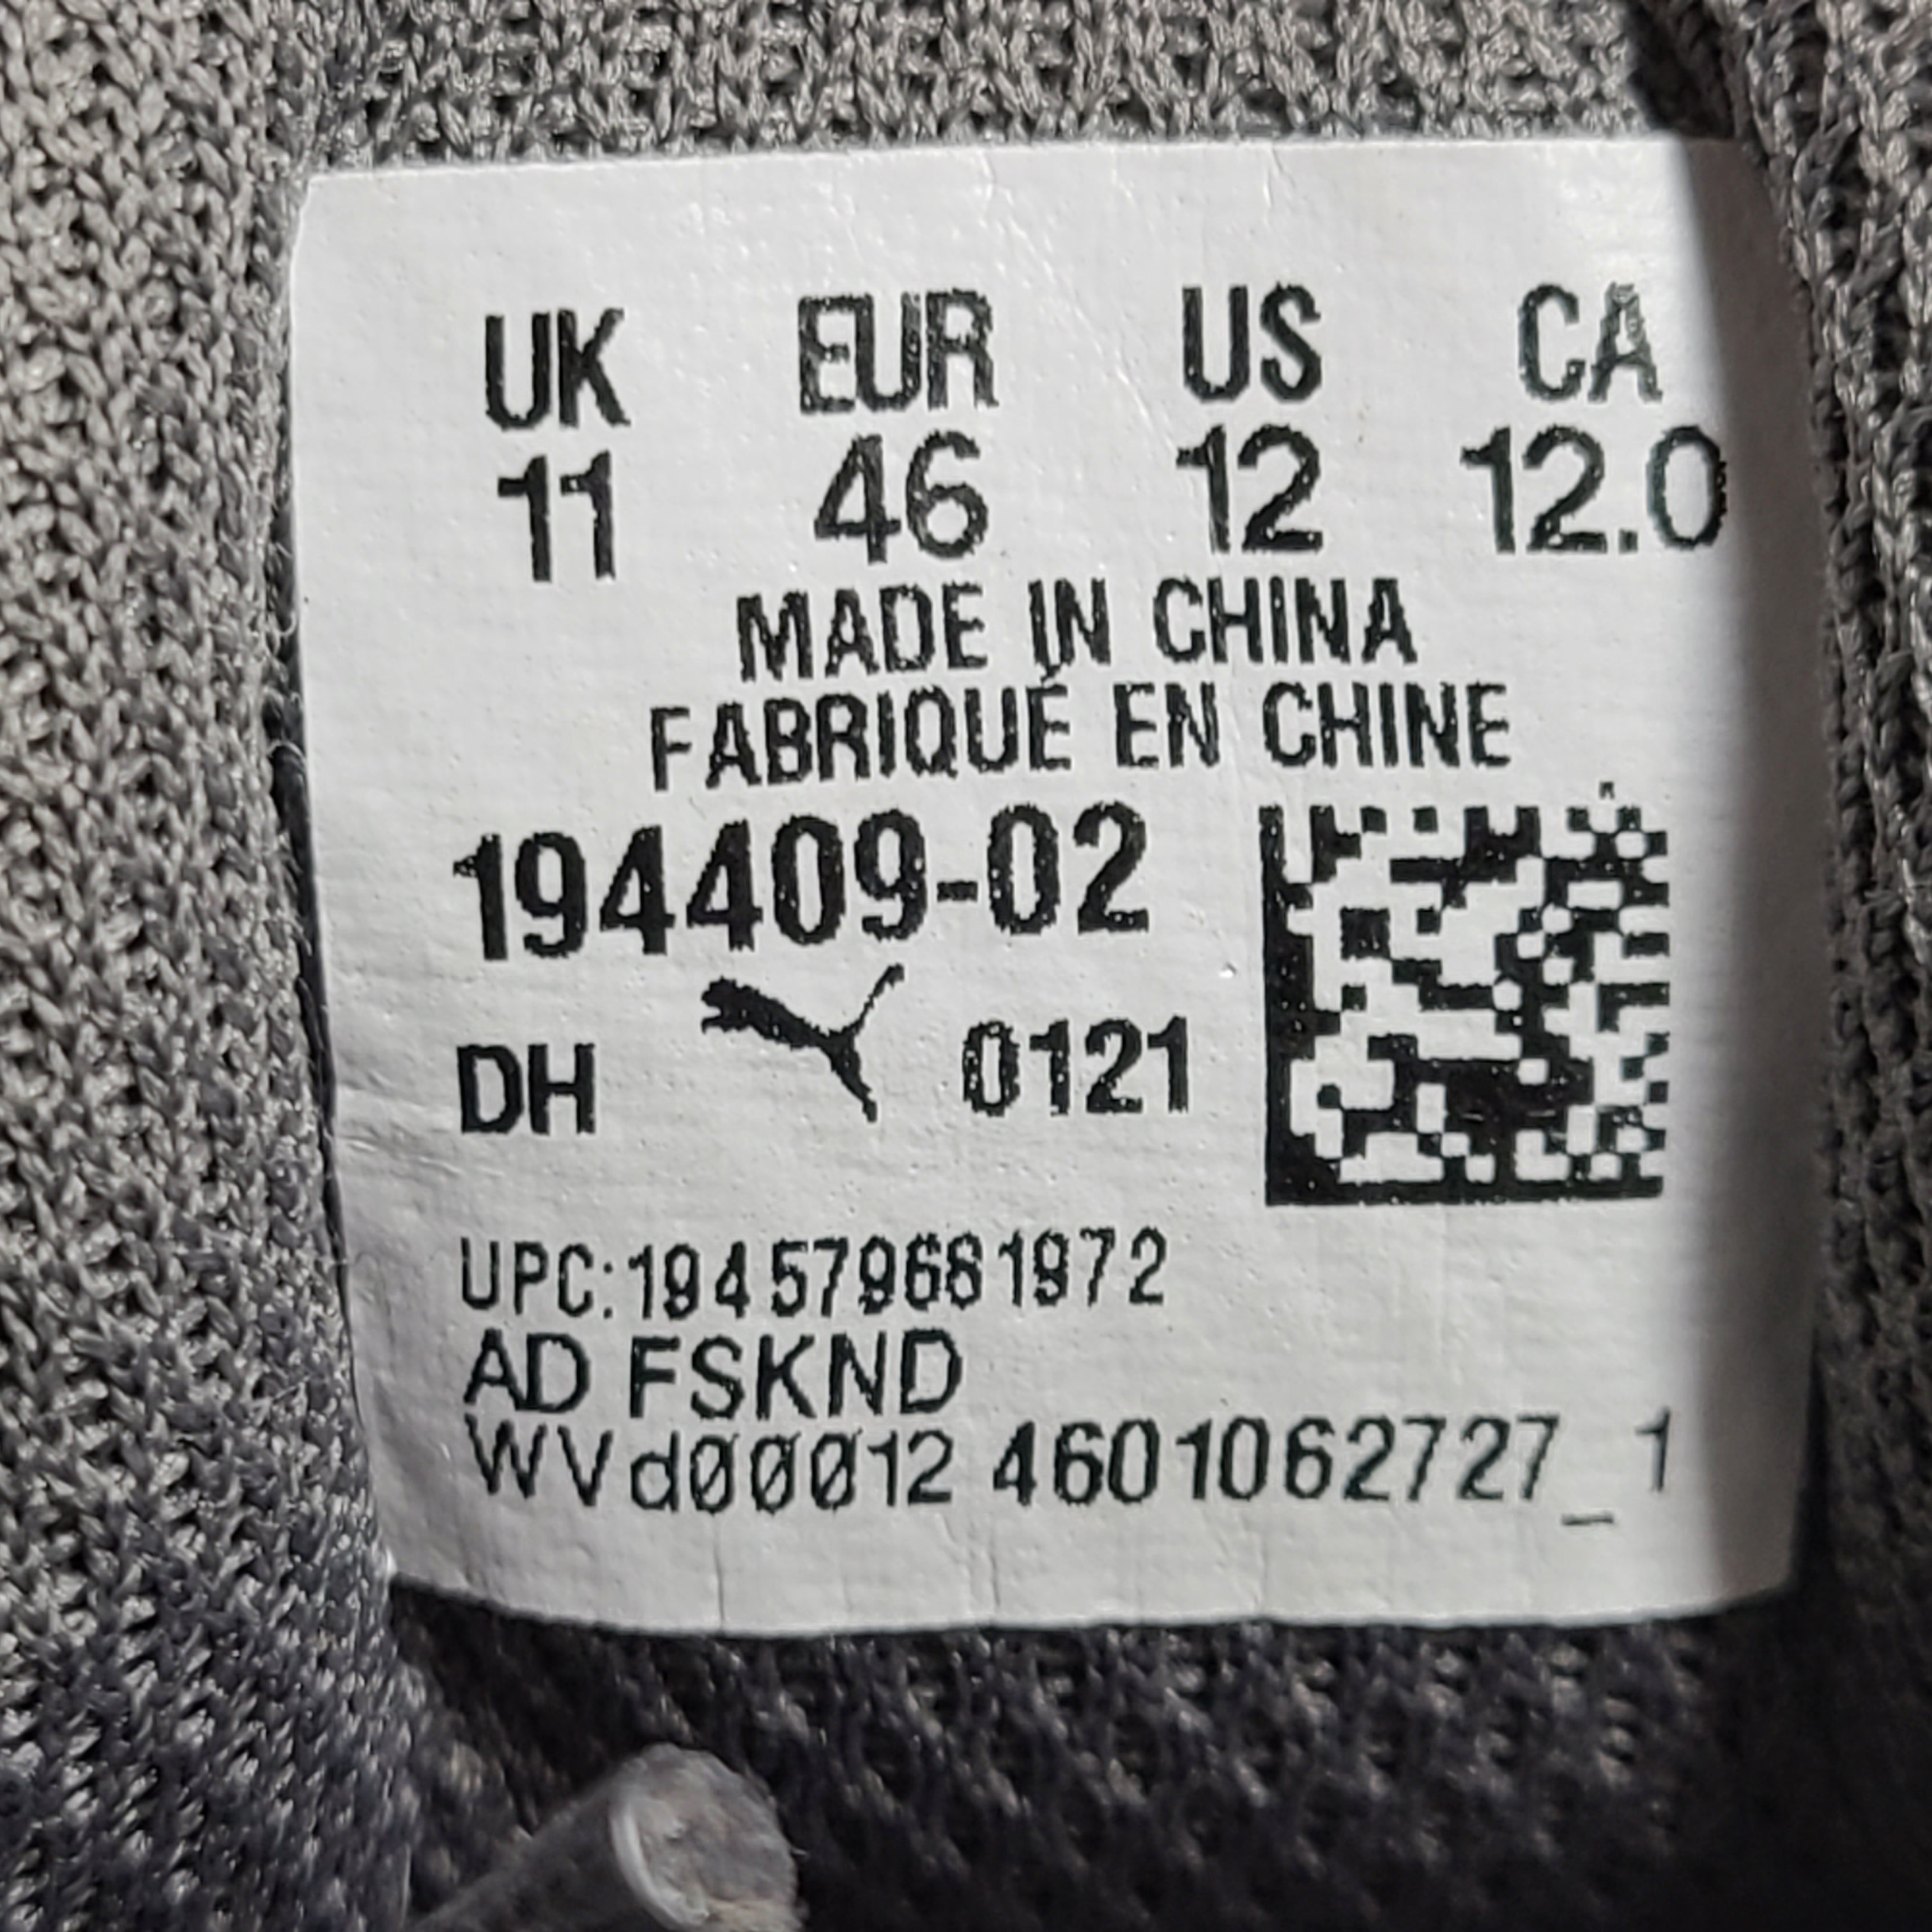 UK EUR US CA
11 46 12 12.0
MADE IN CHINA
FABRIQUÉ EN CHINE
194409-02
DH 0121
UPC:194579681972
AD FSKND
WVd00012 4601062727_1